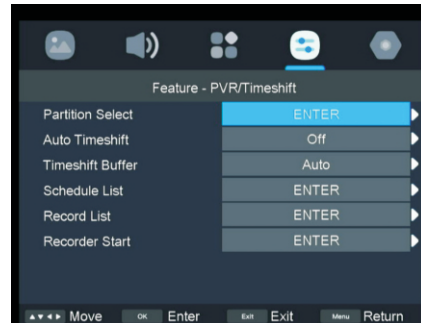 Feature - PVR/Timeshift
Partition Select ENTER
Auto Timeshift Off
Timeshift Buffer Auto
Schedule List ENTER
Record List ENTER
Recorder Start ENTER
Move OK Enter Exit Exit Menu Return